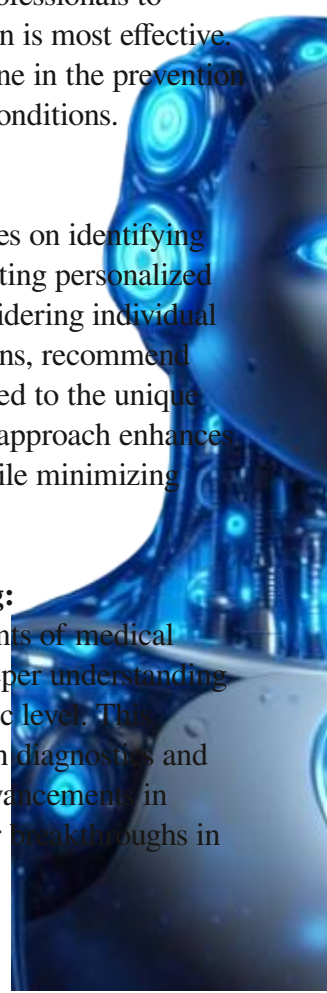 ofessionals to
n is most effective.
ne in the prevention
onditions.
es on identifying
ting personalized
idering individual
ns, recommend
ed to the unique
approach enhances
ile minimizing
g:
nts of medical
per understanding
c level. This
n diagnostics and
vancements in
r breakthroughs in